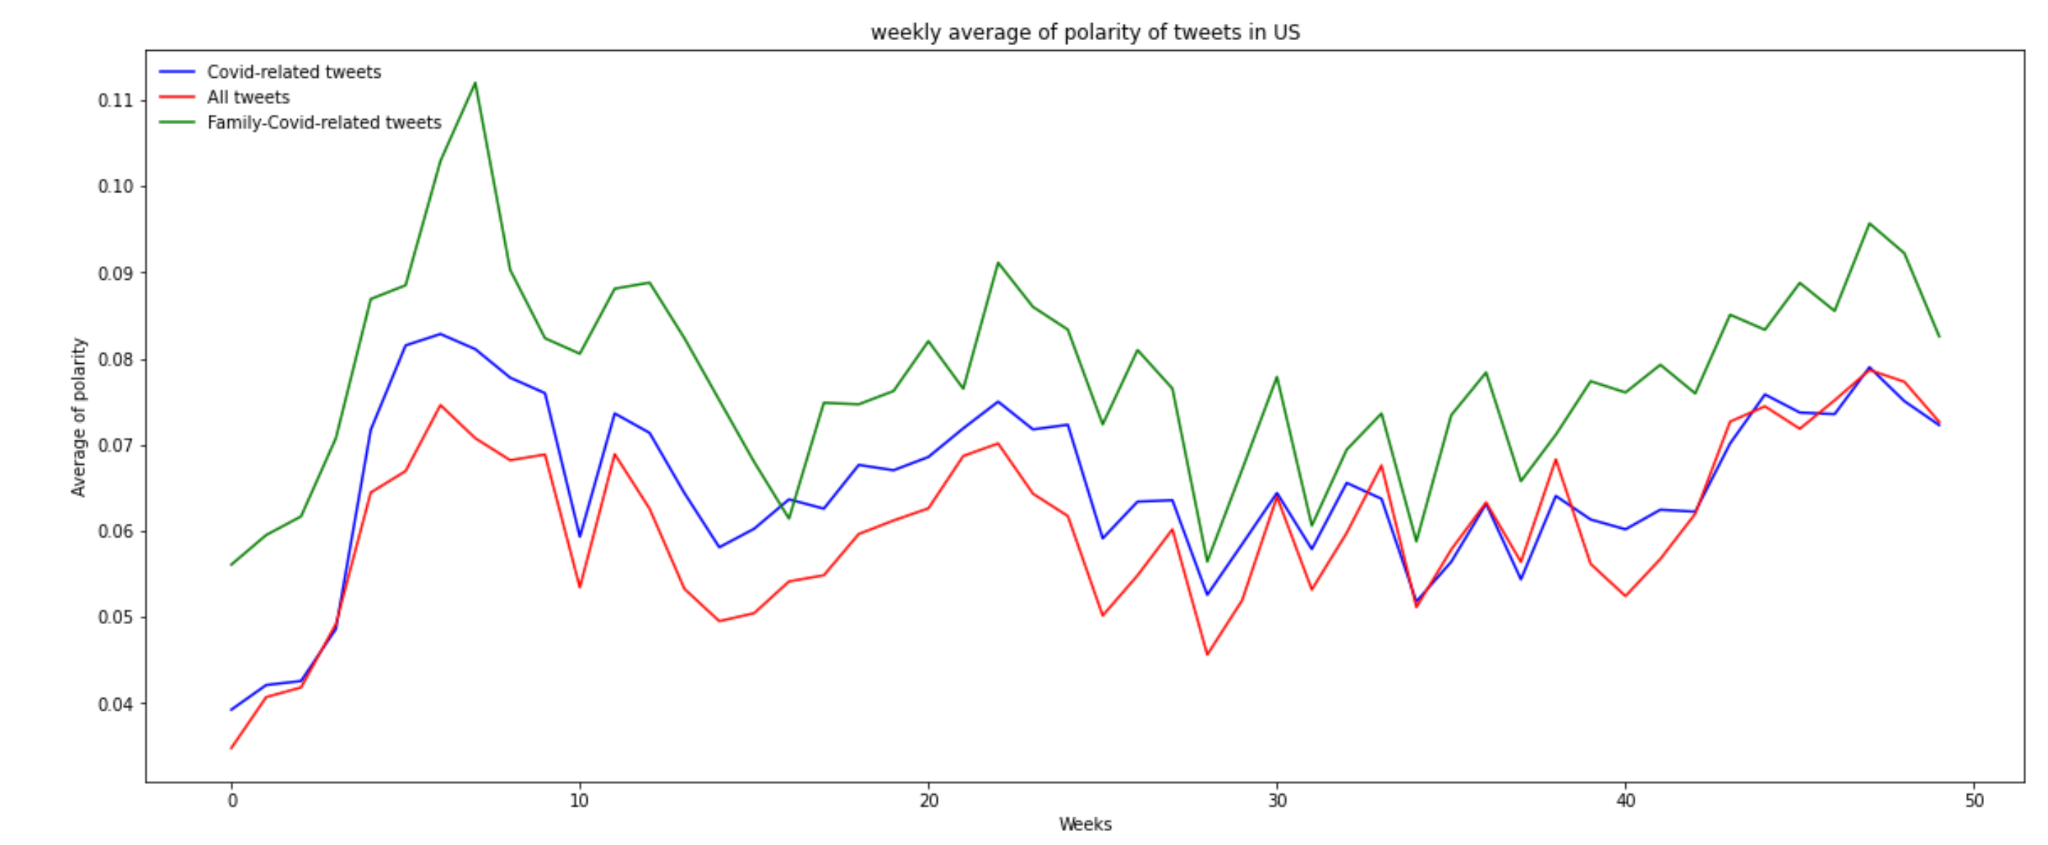 weekly average of polarity of tweets in US
Covid-related tweets
All tweets
Family-Covid-related tweets
0.11
0.10
0.09
0.08
0.07
0.06
0.05
0.04
Average of polarity
0 10 20 30 40 50
Weeks